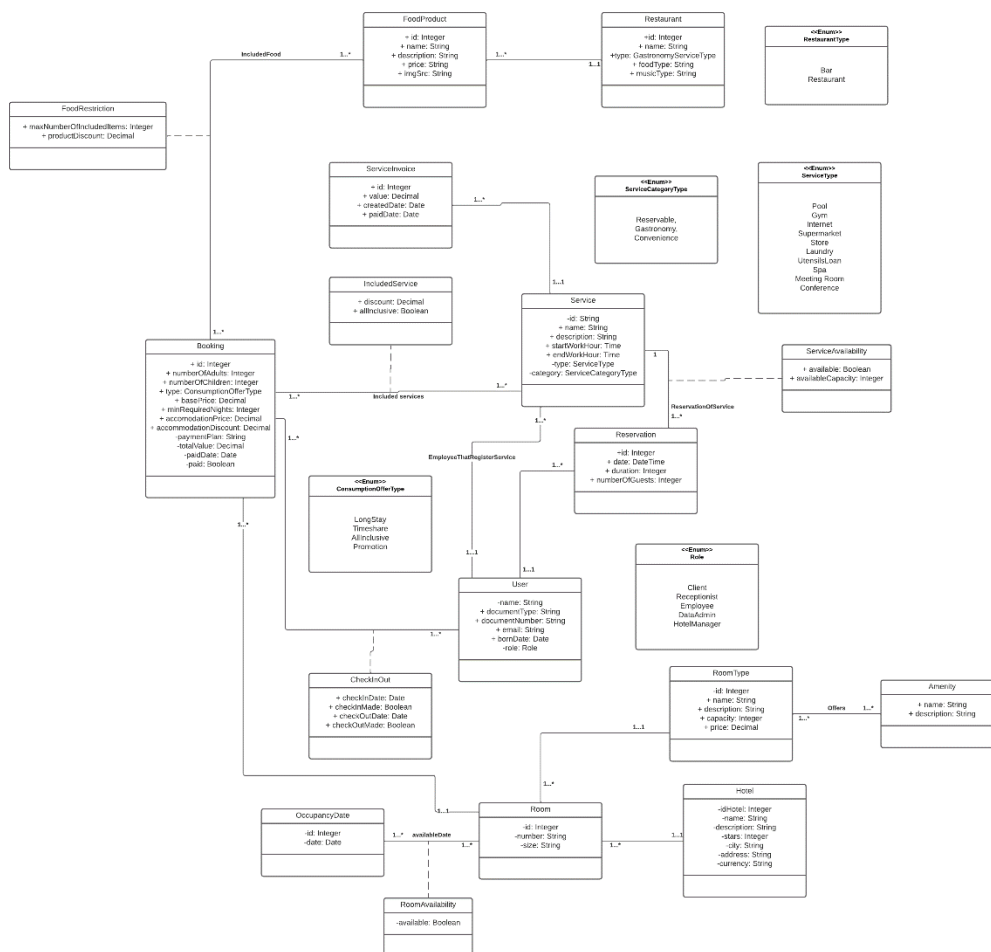 FoodProduct
+ id: Integer
+ name: String
+ description: String
+ price: String
+ imgSrc: String
Restaurant
+id: Integer
+ name: String
+type: GastronomyServiceType
+ foodType: String
+ musicType: String
<<Enum>>
RestaurantType
Bar
Restaurant
IncludedFood
1...*
1...*
1...1
FoodRestriction
+ maxNumberOfIncludedItems: Integer
+ productDiscount: Decimal
ServiceInvoice
+ id: Integer
+ value: Decimal
+ createdDate: Date
+ paidDate: Date
1...*
<<Enum>>
ServiceCategoryType
Reservable,
Gastronomy,
Convenience
<<Enum>>
ServiceType
Pool
Gym
Internet
Supermarket
Store
Laundry
UtensilsLoan
Spa
Meeting Room
Conference
IncludedService
+ discount: Decimal
+ allInclusive: Boolean
1...1
Service
-id: String
+ name: String
+ description: String
+ startWorkHour: Time
+ endWorkHour: Time
-type: ServiceType
-category: ServiceCategoryType
1...*
Booking
+ id: Integer
+ numberOfAdults: Integer
+ numberOfChildren: Integer
+ type: ConsumptionOfferType
+ basePrice: Decimal
+ minRequiredNights: Integer
+ accomodationPrice: Decimal
+ accommodationDiscount: Decimal
-paymentPlan: String
-totalValue: Decimal
-paidDate: Date
-paid: Boolean
1...*
Included services
1...*
1
ServiceAvailability
+ available: Boolean
+ availableCapacity: Integer
ReservationOfService
1...*
1...*
1...*
EmployeeThatRegisterService
Reservation
+id: Integer
+ date: DateTime
+ duration: Integer
+ numberOfGuests: Integer
1...*
<<Enum>>
ConsumptionOfferType
LongStay
Timeshare
AllInclusive
Promotion
1...*
1...1
1...1
<<Enum>>
Role
Client
Receptionist
Employee
DataAdmin
HotelManager
User
-name: String
+ documentType: String
+ documentNumber: String
+ email: String
+ bornDate: Date
-role: Role
1...*
CheckInOut
+ checkInDate: Date
+ checkInMade: Boolean
+ checkOutDate: Date
+ checkOutMade: Boolean
RoomType
-id: Integer
+ name: String
+ description: String
+ capacity: Integer
+ price: Decimal
Offers
1...*
1...*
Amenity
+ name: String
+ description: String
1...1
1...*
1...1
OccupancyDate
-id: Integer
-date: Date
1...*
availableDate
1...*
Room
-id: Integer
-number: String
-size: String
1...*
1...1
Hotel
-idHotel: Integer
-name: String
-description: String
-stars: Integer
-city: String
-address: String
-currency: String
RoomAvailability
-available: Boolean